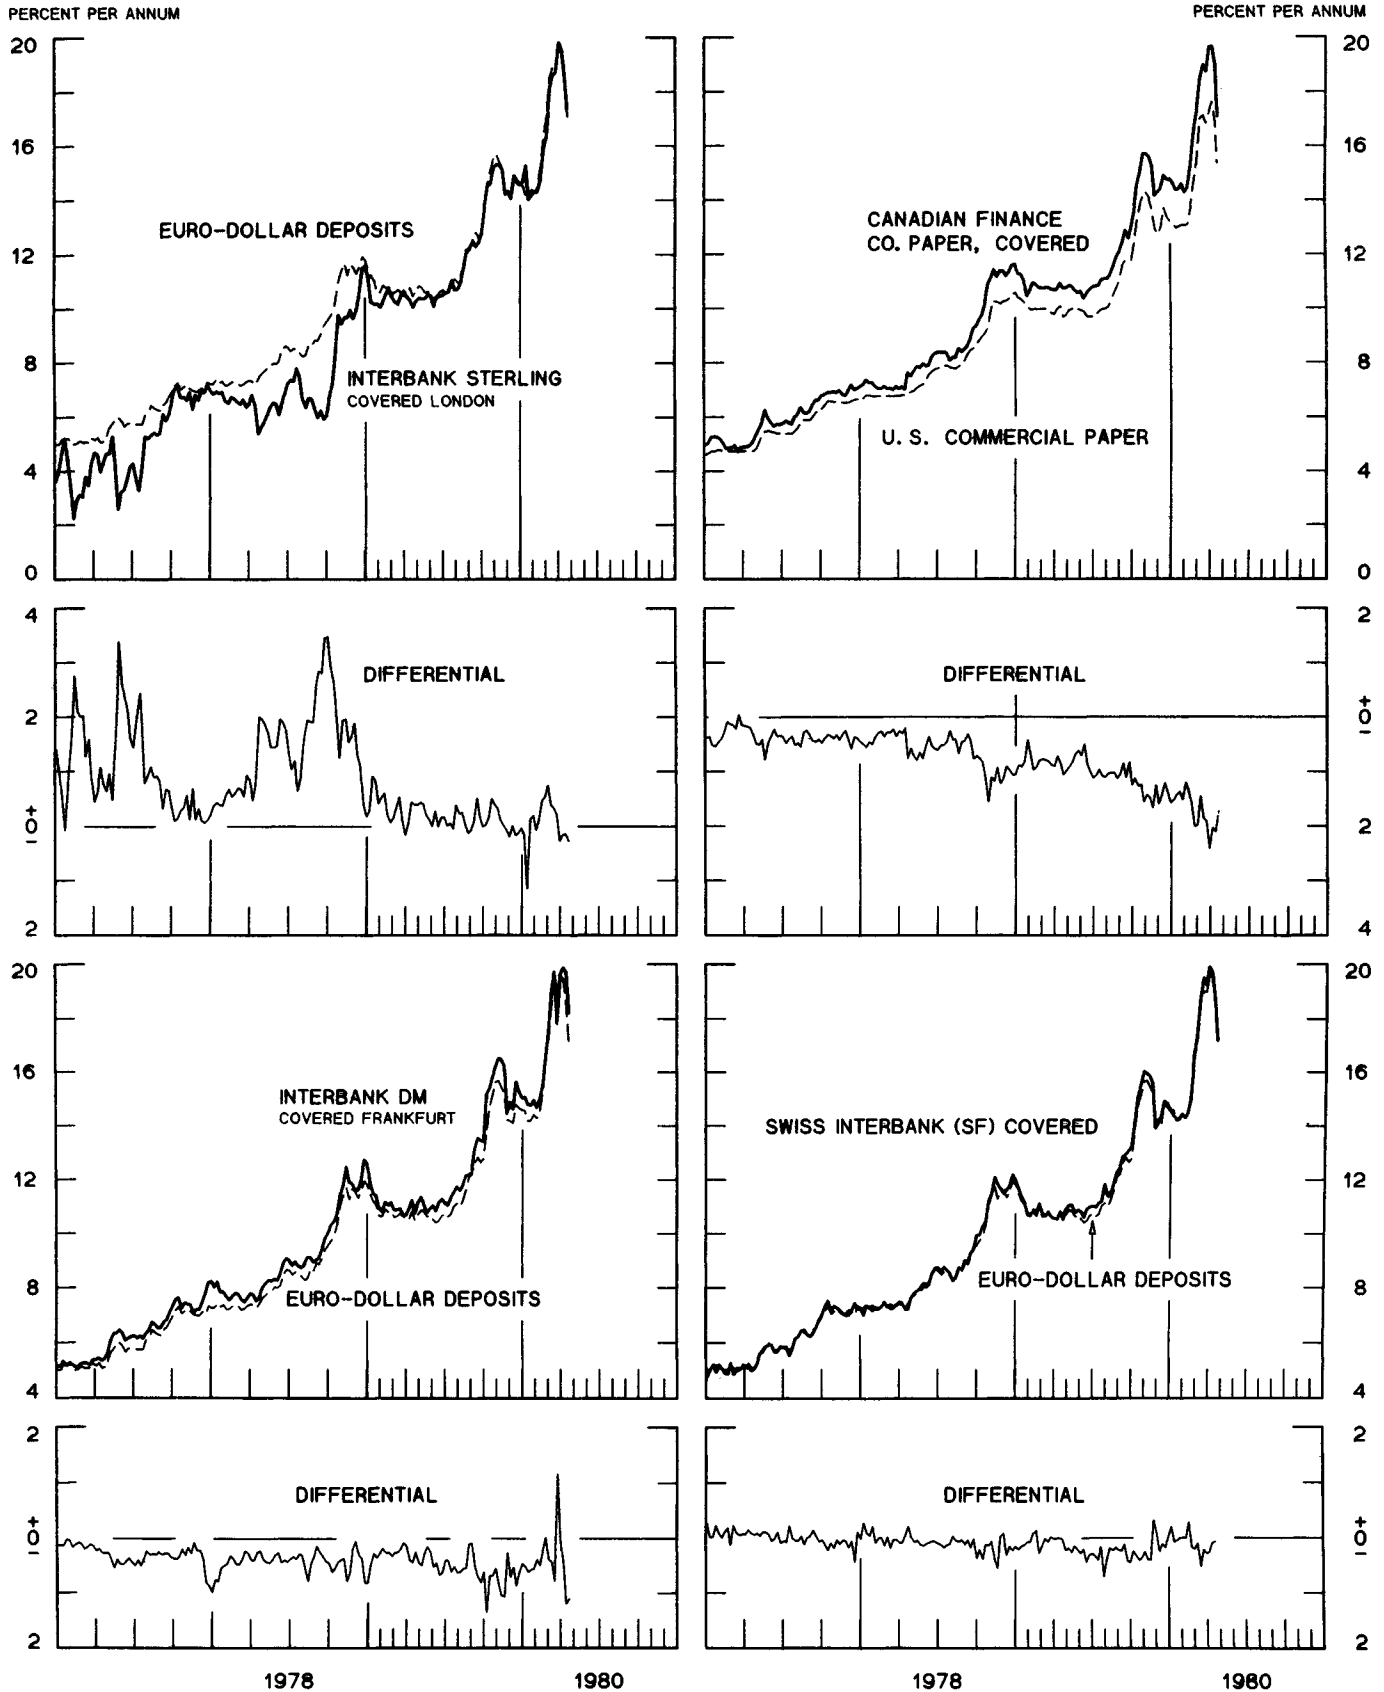 PERCENT PER ANNUM
PERCENT PER ANNUM
20
16
12
8
4
0
EURO-DOLLAR DEPOSITS
INTERBANK STERLING
COVERED LONDON
20
16
12
8
4
0
CANADIAN FINANCE
CO. PAPER, COVERED
U. S. COMMERCIAL PAPER
4
2
+
0
−
2
DIFFERENTIAL
2
+
0
−
2
4
DIFFERENTIAL
20
16
12
8
4
INTERBANK DM
COVERED FRANKFURT
EURO-DOLLAR DEPOSITS
20
16
12
8
4
SWISS INTERBANK (SF) COVERED
EURO-DOLLAR DEPOSITS
2
+
0
−
2
DIFFERENTIAL
2
+
0
−
2
DIFFERENTIAL
1978
1980
1978
1980